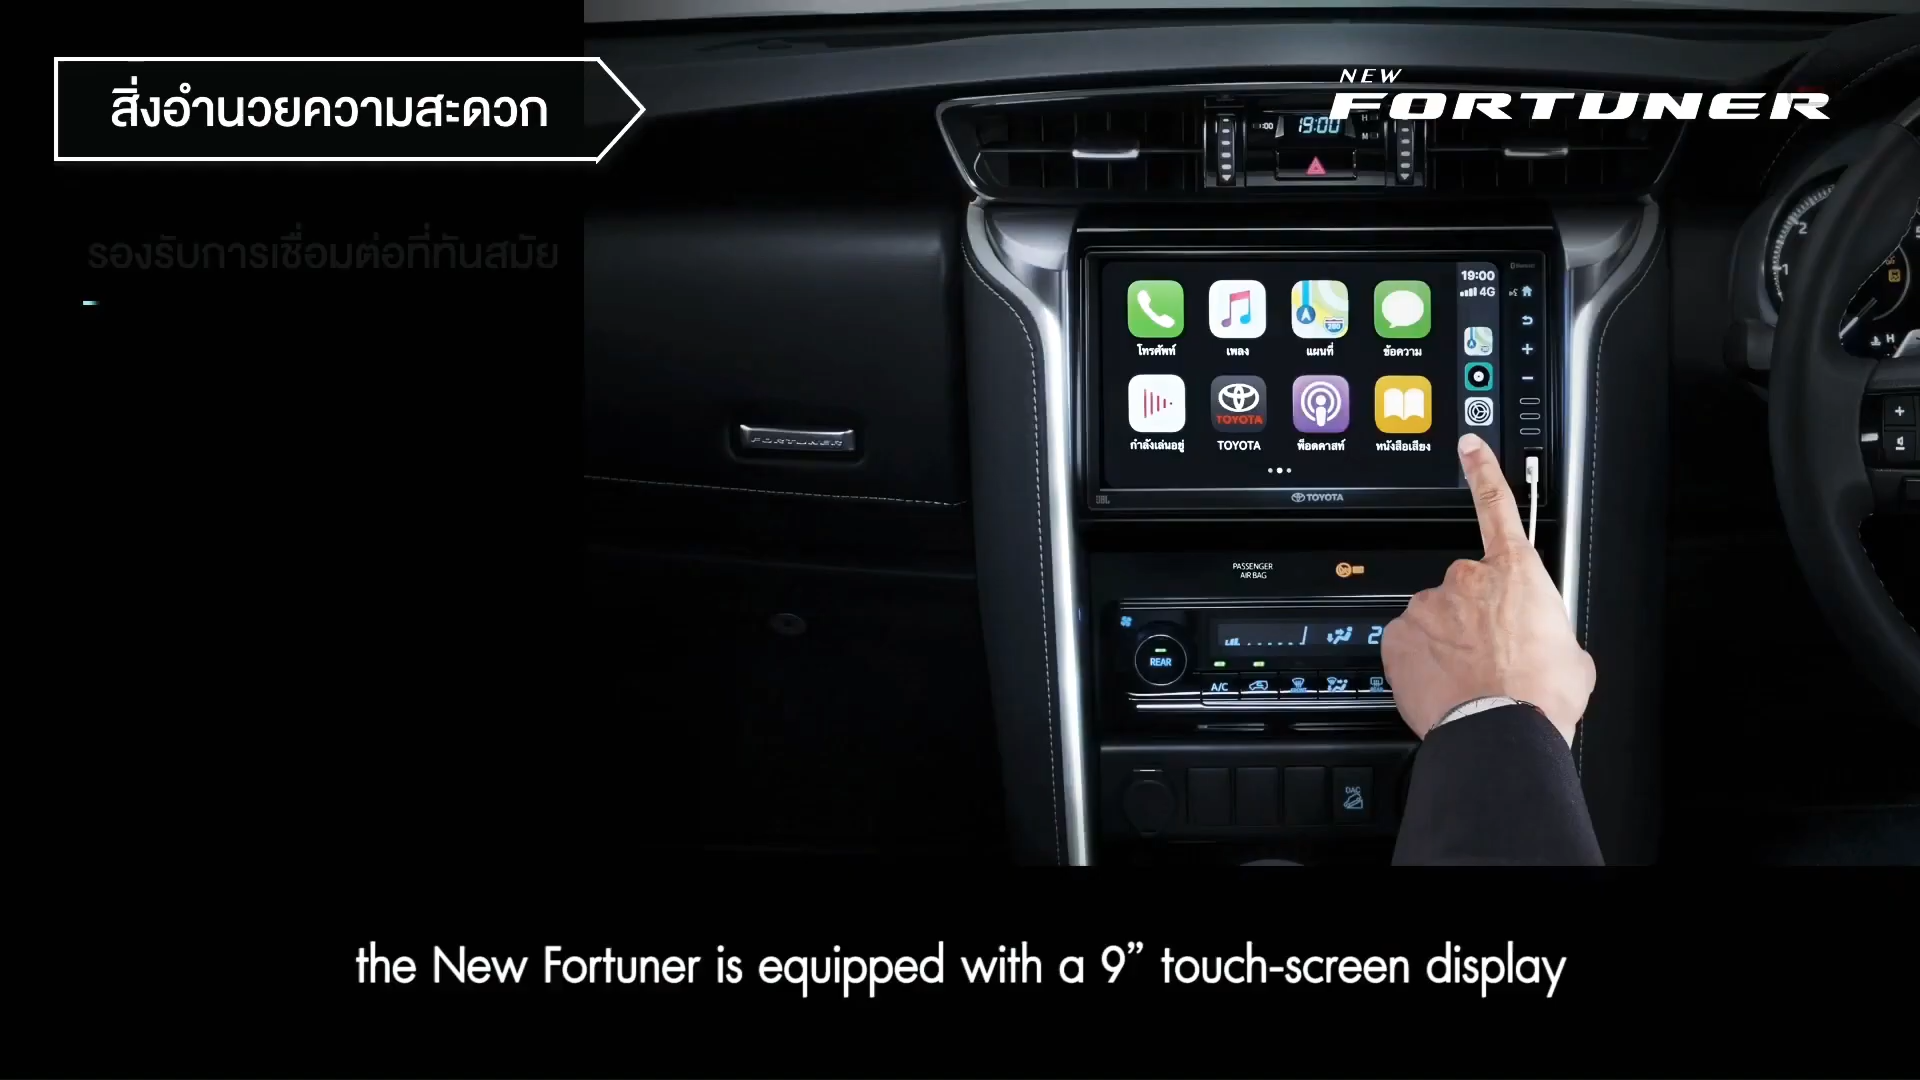 สิ่งอำนวยความสะดวก
NEW
FORTUNER
รองรับการเชื่อมต่อที่ทันสมัย
19:00
H
M
19:00
4G
โทรศัพท์
เพลง
แผนที่
ข้อความ
กำลังเล่นอยู่
TOYOTA
TOYOTA
พ็อดคาสท์
หนังสือเสียง
JBL
TOYOTA
FORTUNER
PASSENGER
AIR BAG
REAR
A/C
DAC
2
1
H
the New Fortuner is equipped with a 9” touch-screen display